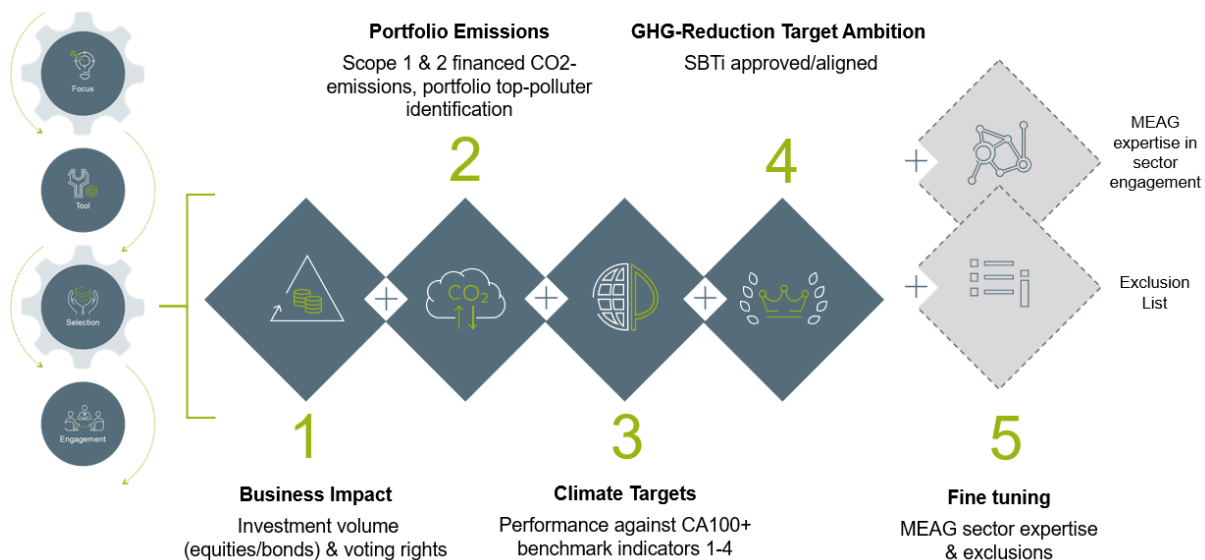 Focus
Tool
Selection
Engagement
Portfolio Emissions
Scope 1 & 2 financed CO2-
emissions, portfolio top-polluter
identification
2
GHG-Reduction Target Ambition
SBTi approved/aligned
4
CO2
+
+
+
+
+
MEAG
expertise in
sector
engagement
Exclusion
List
1
Business Impact
Investment volume
(equities/bonds) & voting rights
3
Climate Targets
Performance against CA100+
benchmark indicators 1-4
5
Fine tuning
MEAG sector expertise
& exclusions